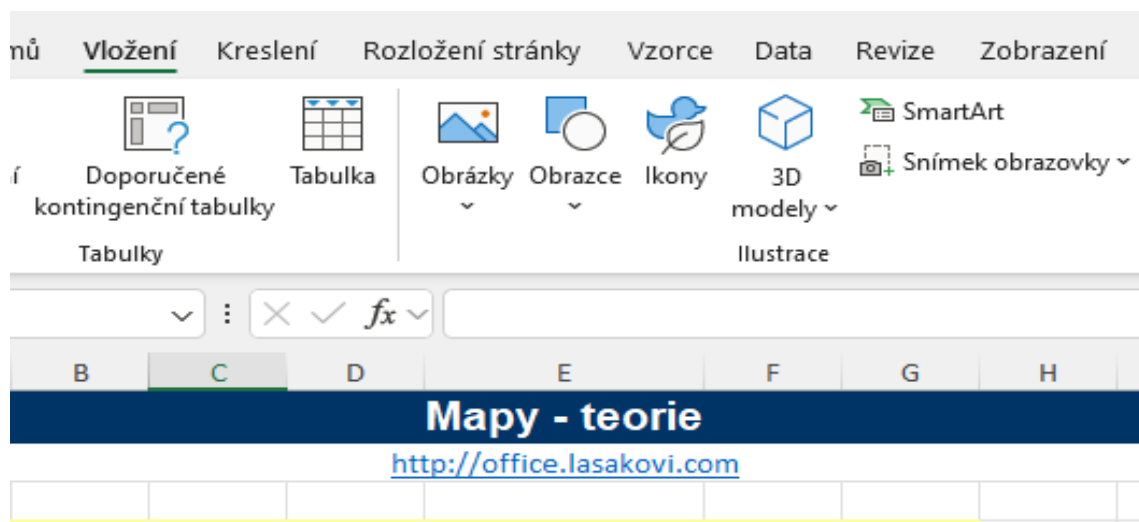 mů Vložení Kreslení Rozložení stránky Vzorce Data Revize Zobrazení
SmartArt
Snímek obrazovky
í Doporučené Tabulka Obrázky Obrazce Ikony 3D
kontingenční tabulky modely
Tabulky Ilustrace
fx
B C D E F G H
Mapy - teorie
http://office.lasakovi.com